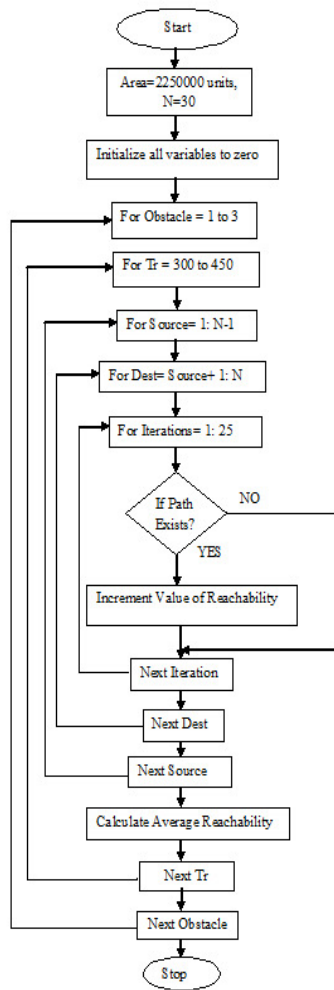 Start
Area=2250000 units,
N=30
Initialize all variables to zero
For Obstacle = 1 to 3
For Tr = 300 to 450
For Source= 1: N-1
For Dest= Source+ 1: N
For Iterations= 1: 25
If Path
Exists?
NO
YES
Increment Value of Reachability
Next Iteration
Next Dest
Next Source
Calculate Average Reachability
Next Tr
Next Obstacle
Stop